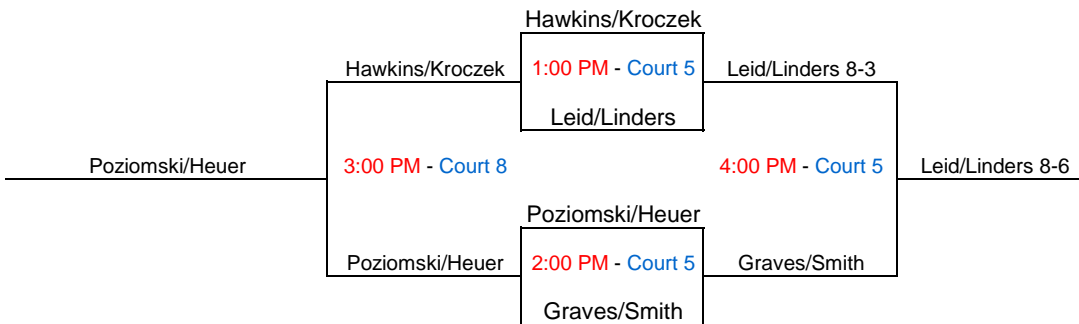 Hawkins/Kroczek
Hawkins/Kroczek 1:00 PM - Court 5 Leid/Linders 8-3
Leid/Linders
Poziomski/Heuer 3:00 PM - Court 8 4:00 PM - Court 5 Leid/Linders 8-6
Poziomski/Heuer
Poziomski/Heuer 2:00 PM - Court 5 Graves/Smith
Graves/Smith